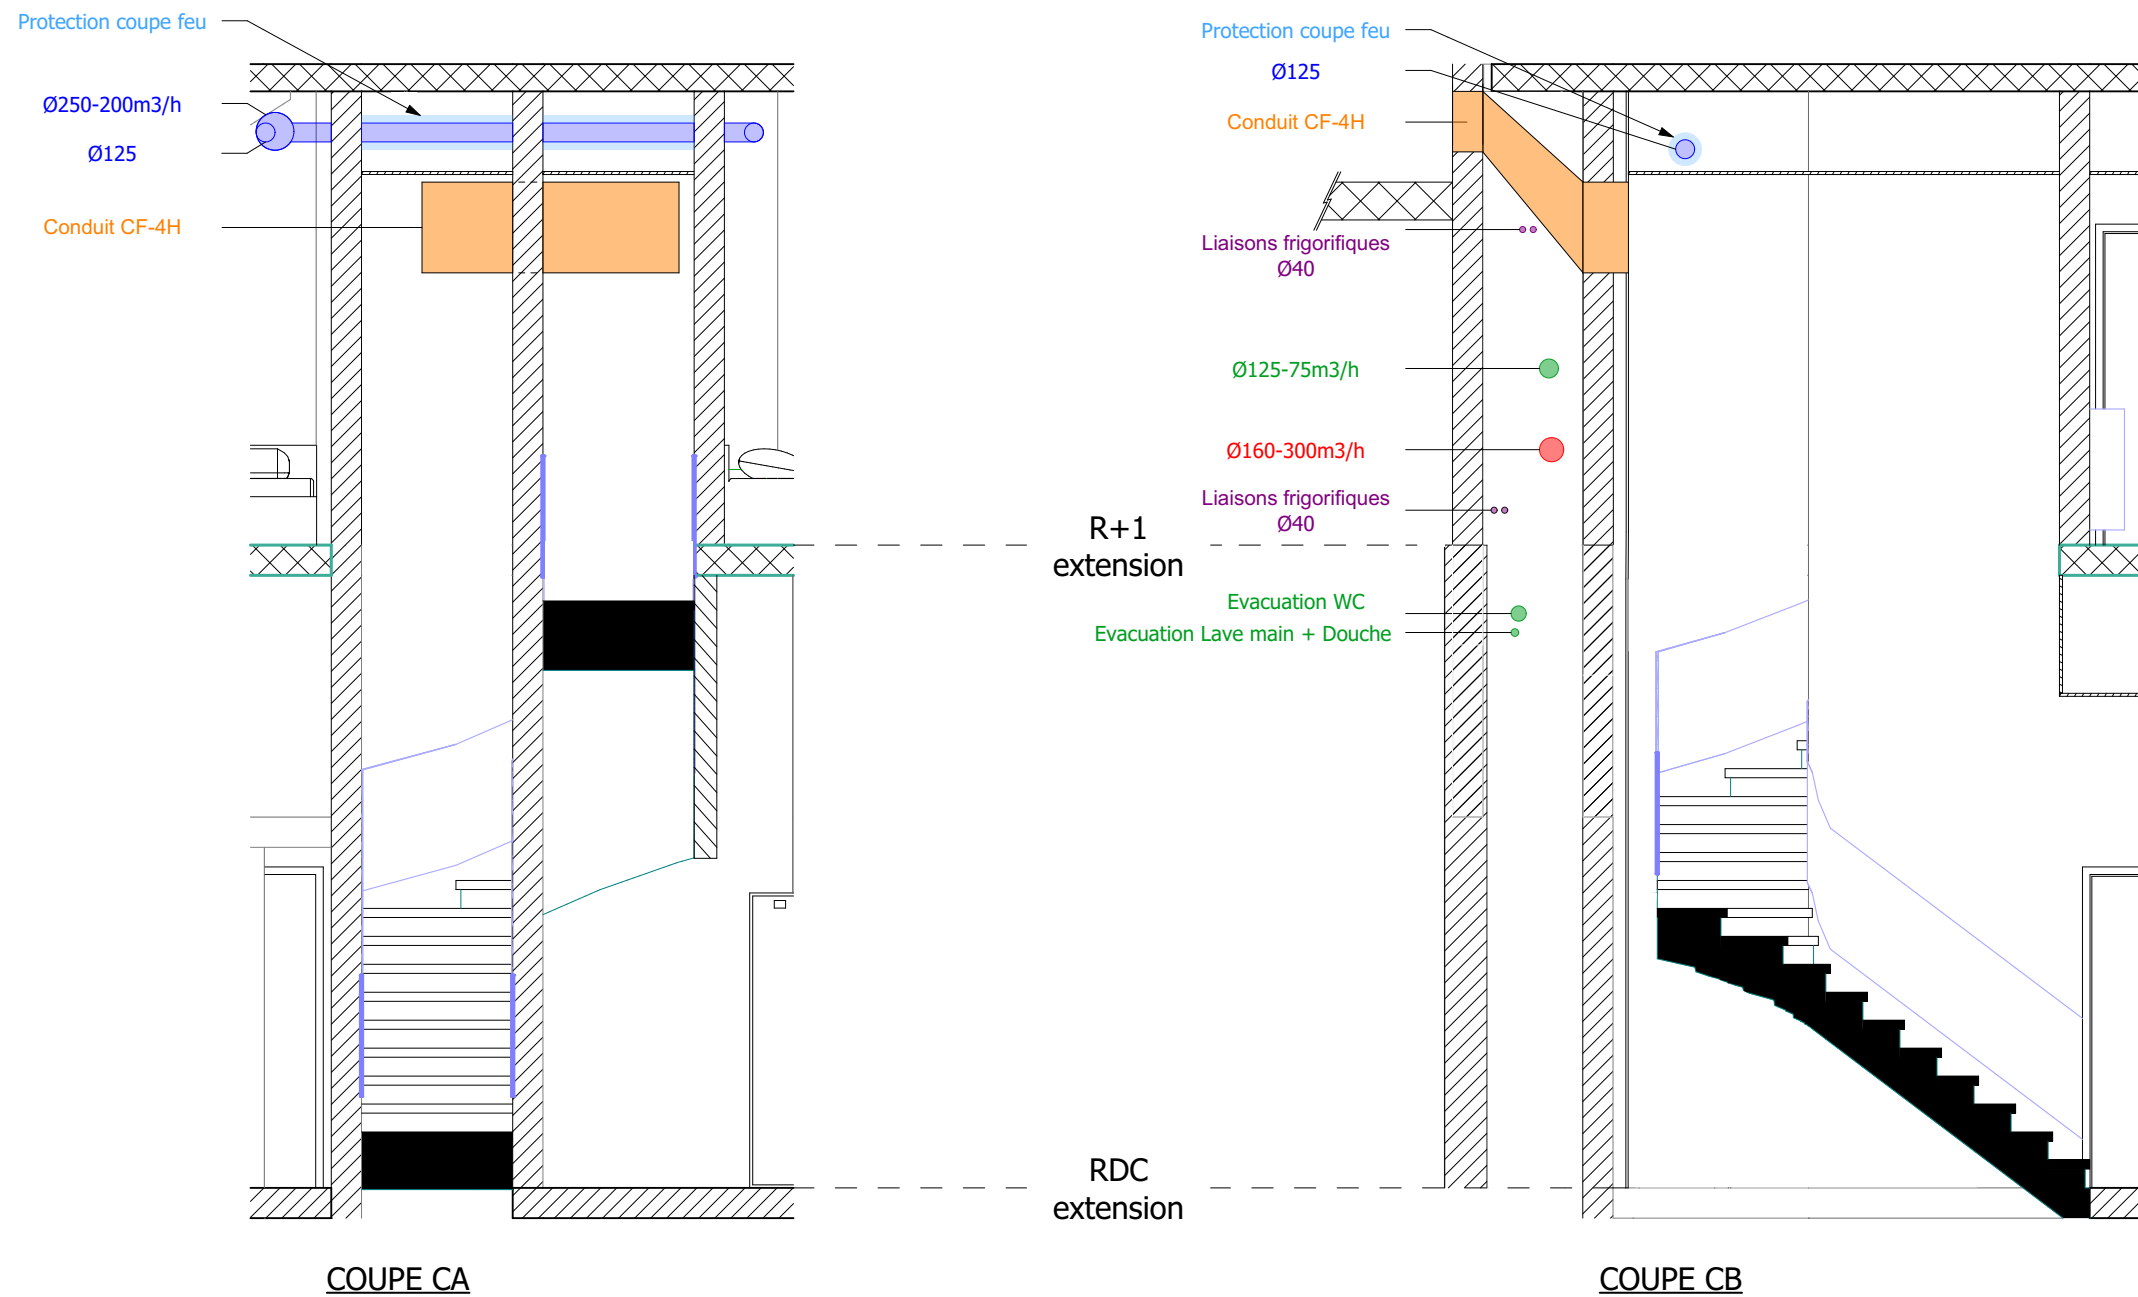 Protection coupe feu
Ø250-200m3/h
Ø125
Conduit CF-4H
Protection coupe feu
Ø125
Conduit CF-4H
Liaisons frigorifiques
Ø40
Ø125-75m3/h
Ø160-300m3/h
Liaisons frigorifiques
Ø40
R+1
extension
Evacuation WC
Evacuation Lave main + Douche
RDC
extension
COUPE CA
COUPE CB